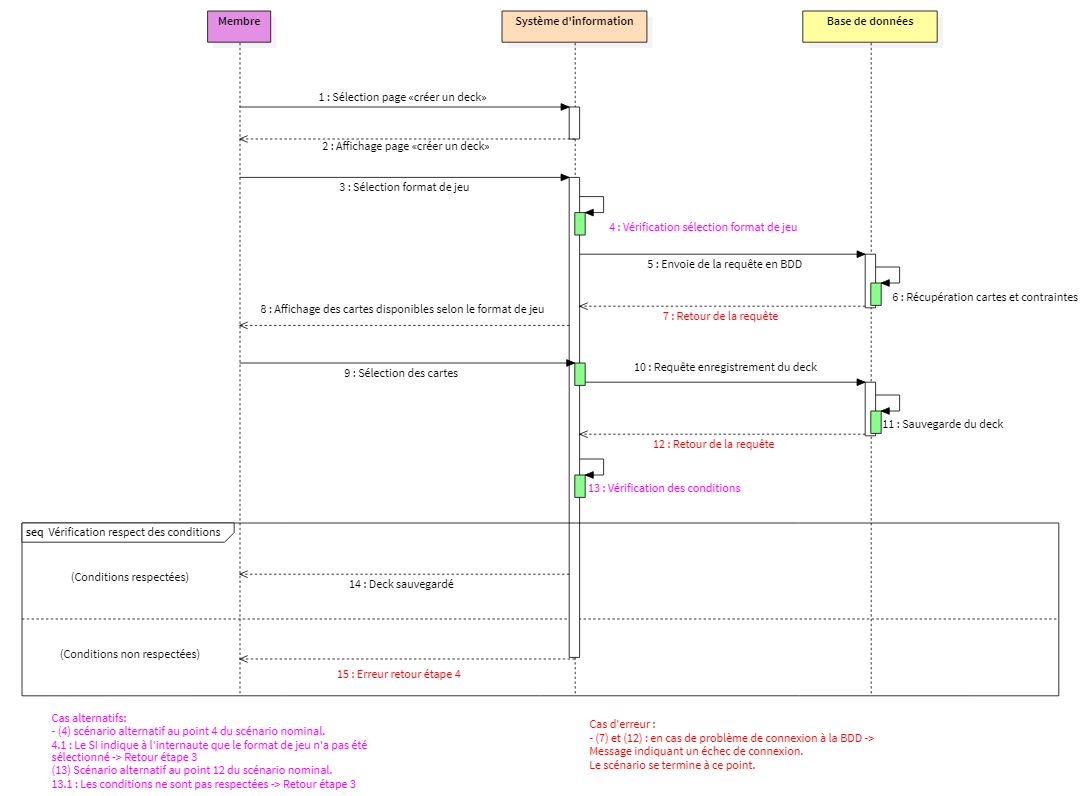 Membre
Système d'information
Base de données
1 : Sélection page «créer un deck»
2 : Affichage page «créer un deck»
3 : Sélection format de jeu
4 : Vérification sélection format de jeu
5 : Envoie de la requête en BDD
6 : Récupération cartes et contraintes
7 : Retour de la requête
8 : Affichage des cartes disponibles selon le format de jeu
9 : Sélection des cartes
10 : Requête enregistrement du deck
11 : Sauvegarde du deck
12 : Retour de la requête
13 : Vérification des conditions
seq Vérification respect des conditions
(Conditions respectées)
14 : Deck sauvegardé
(Conditions non respectées)
15 : Erreur retour étape 4
Cas alternatifs:
- (4) scénario alternatif au point 4 du scénario nominal.
4.1 : Le SI indique à l'internaute que le format de jeu n'a pas été
sélectionné -> Retour étape 3
(13) Scénario alternatif au point 12 du scénario nominal.
13.1 : Les conditions ne sont pas respectées -> Retour étape 3
Cas d'erreur :
- (7) et (12) : en cas de problème de connexion à la BDD ->
Message indiquant un échec de connexion.
Le scénario se termine à ce point.